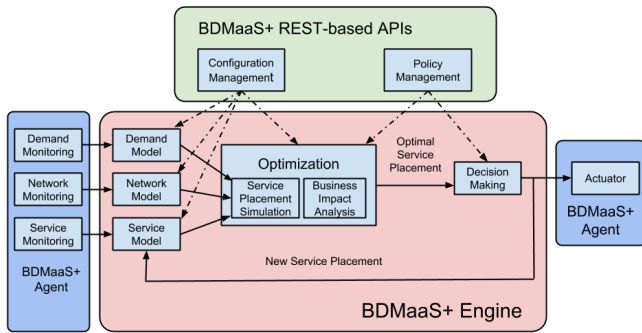 BDMaaS+ REST-based APIs
Configuration
Management
Policy
Management
Demand
Monitoring
Network
Monitoring
Service
Monitoring
BDMaaS+
Agent
Demand
Model
Network
Model
Service
Model
Optimization
Service
Placement
Simulation
Business
Impact
Analysis
Optimal
Service
Placement
Decision
Making
New Service Placement
BDMaaS+ Engine
Actuator
BDMaaS+
Agent